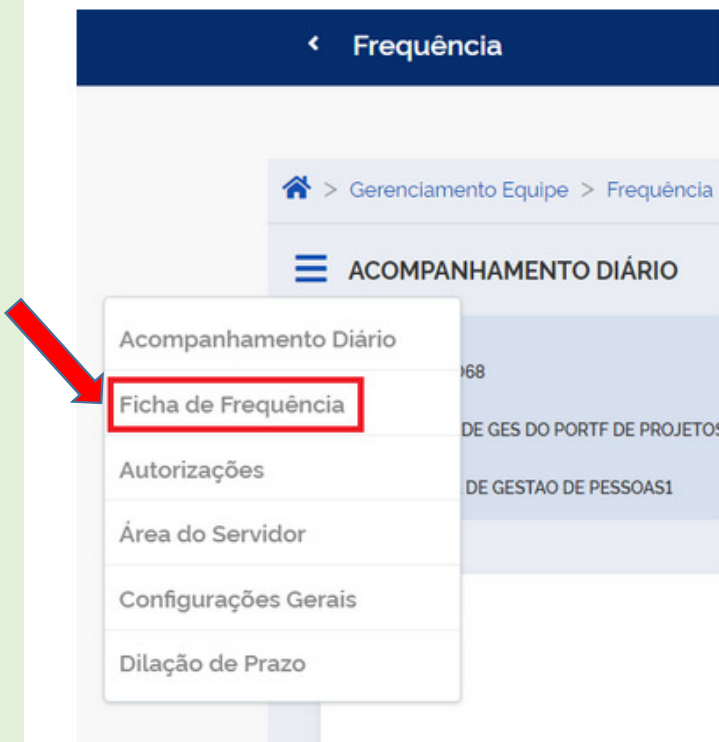 Frequência
> Gerenciamento Equipe > Frequência
ACOMPANHAMENTO DIÁRIO
Acompanhamento Diário
68
Ficha de Frequência
DE GES DO PORTF DE PROJETOS
Autorizações
DE GESTAO DE PESSOAS1
Área do Servidor
Configurações Gerais
Dilação de Prazo